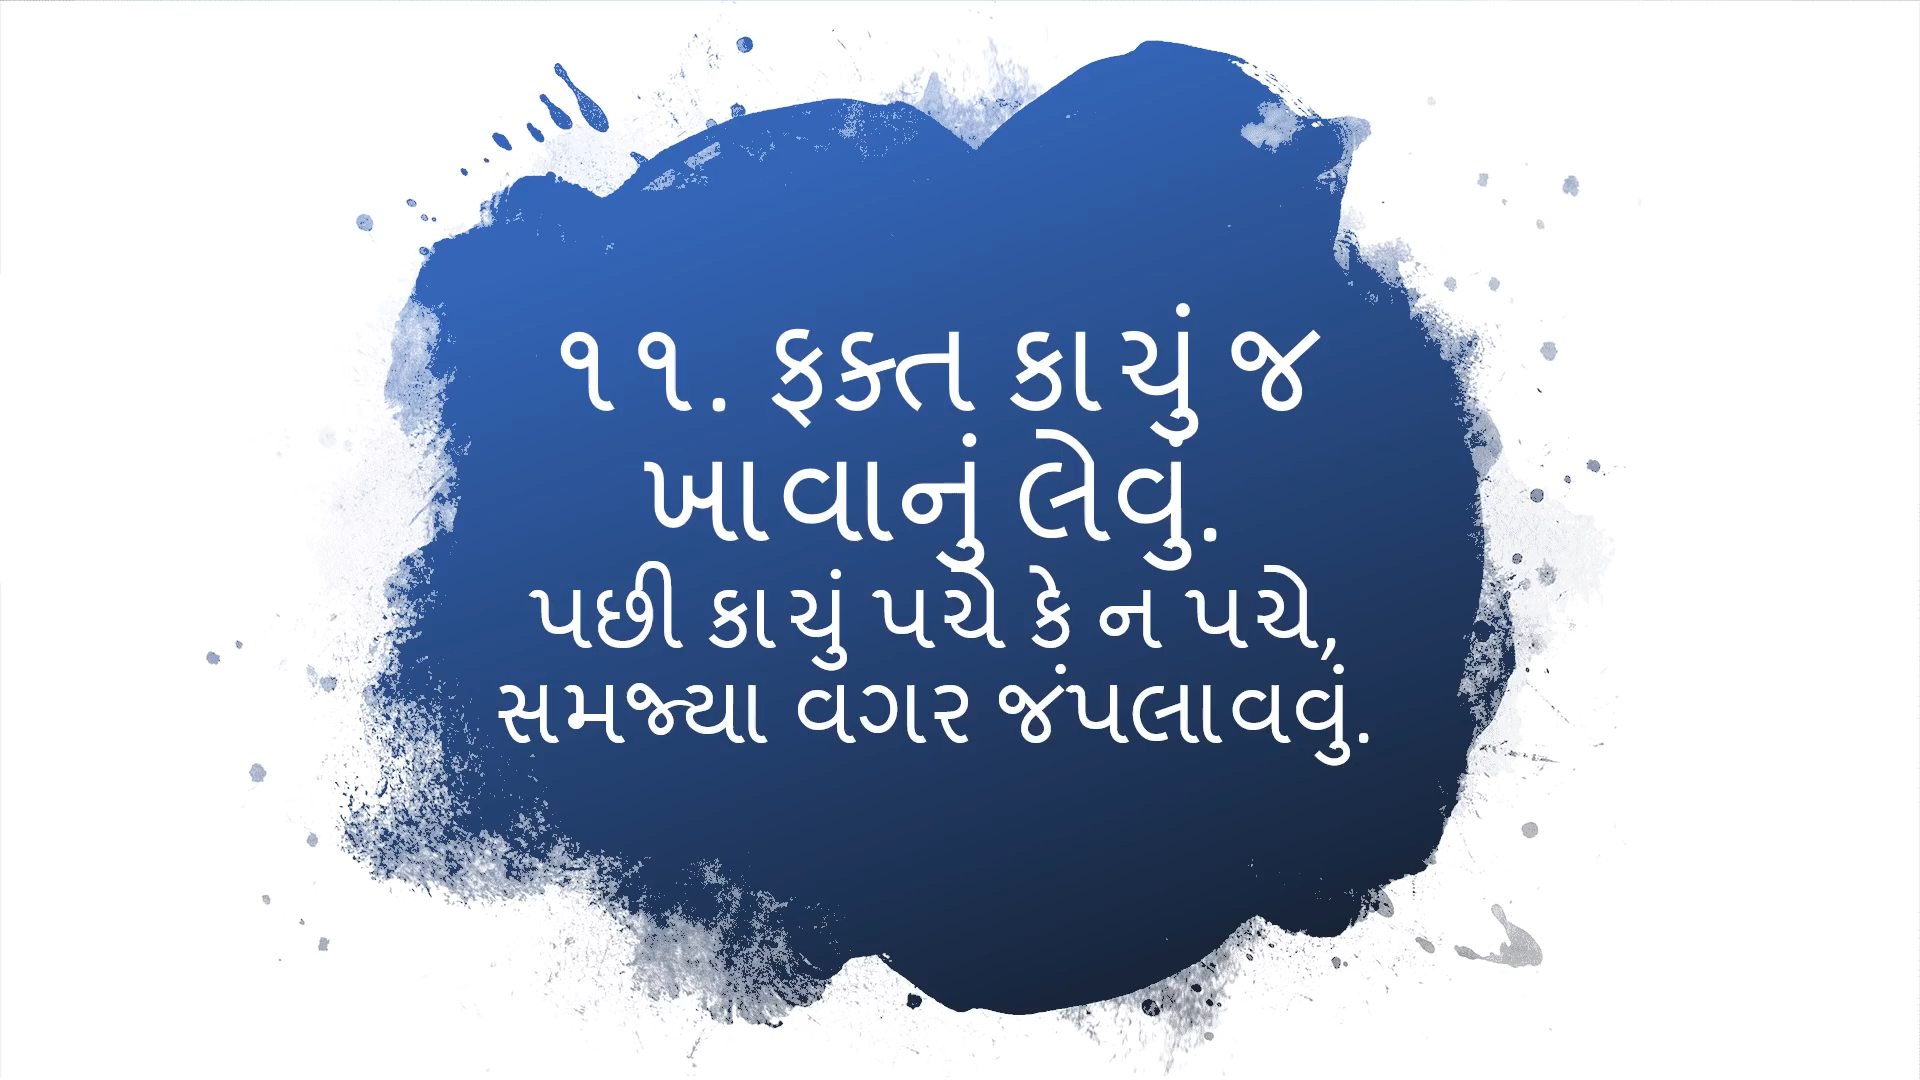 ૧૧. ફક્ત કાચું જ
ખાવાનું લેવું.
પછી કાચું પચે કે ન પચે,
સમજ્યા વગર જંપલાવવું.